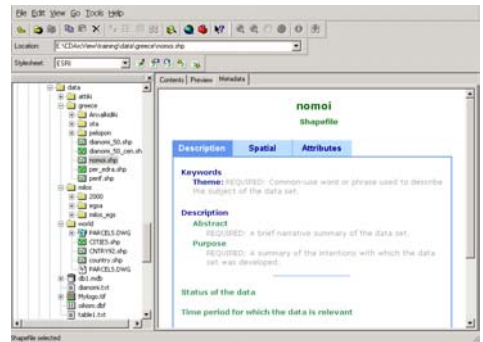 File Edit View Go Tools Help
Location: E:\CDArcView\training\data\greece\nomoi.shp
Stylesheet: ESRI
Contents Preview Metadata
data
attiki
greece
ota
pelopon
dianomi_50.shp
dianomi_50_cen.sh
nomoi.shp
per_edra.shp
perif.shp
milos
2000
egsa
milos_egs
world
PARCELS.DWG
CITIES.shp
CNTRY92.shp
country.shp
PARCELS.DWG
db1.mdb
dianomi.txt
Mylogo.tif
oikom.dbf
table1.txt
nomoi
Shapefile
Description Spatial Attributes
Keywords
Theme: REQUIRED: Common-use word or phrase used to describe
the subject of the data set.
Description
Abstract
REQUIRED: A brief narrative summary of the data set.
Purpose
REQUIRED: A summary of the intentions with which the data
set was developed.
Status of the data
Time period for which the data is relevant
Shapefile selected